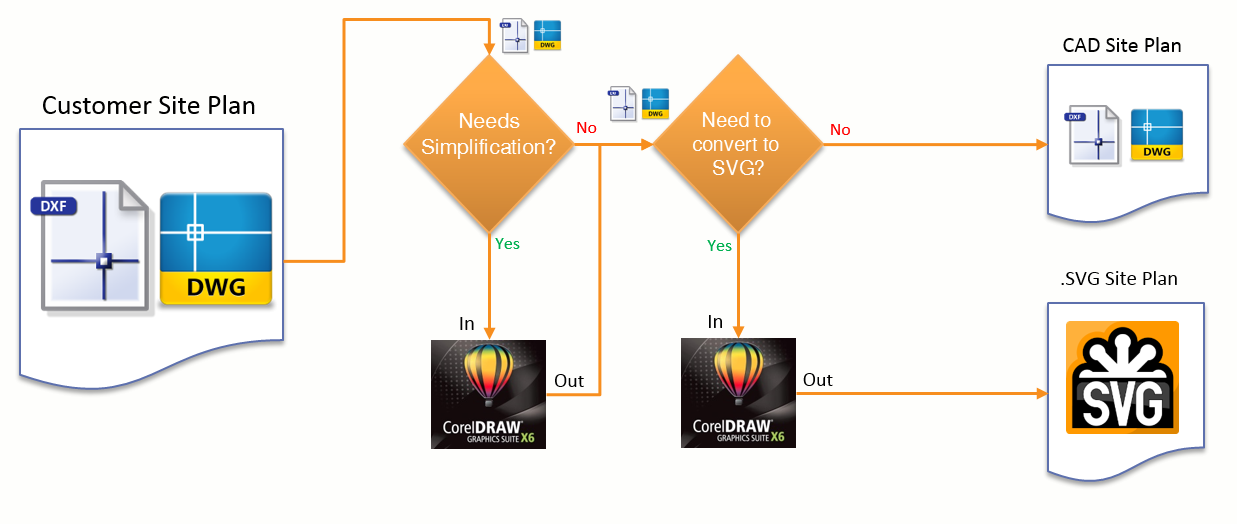 Customer Site Plan
DXF
DWG
DXF
DWG
Needs
Simplification?
No
Yes
In
CorelDRAW
GRAPHICS SUITE X6
Out
DXF
DWG
Need to
convert to
SVG?
No
Yes
In
CorelDRAW
GRAPHICS SUITE X6
Out
CAD Site Plan
DXF
DWG
.SVG Site Plan
SVG